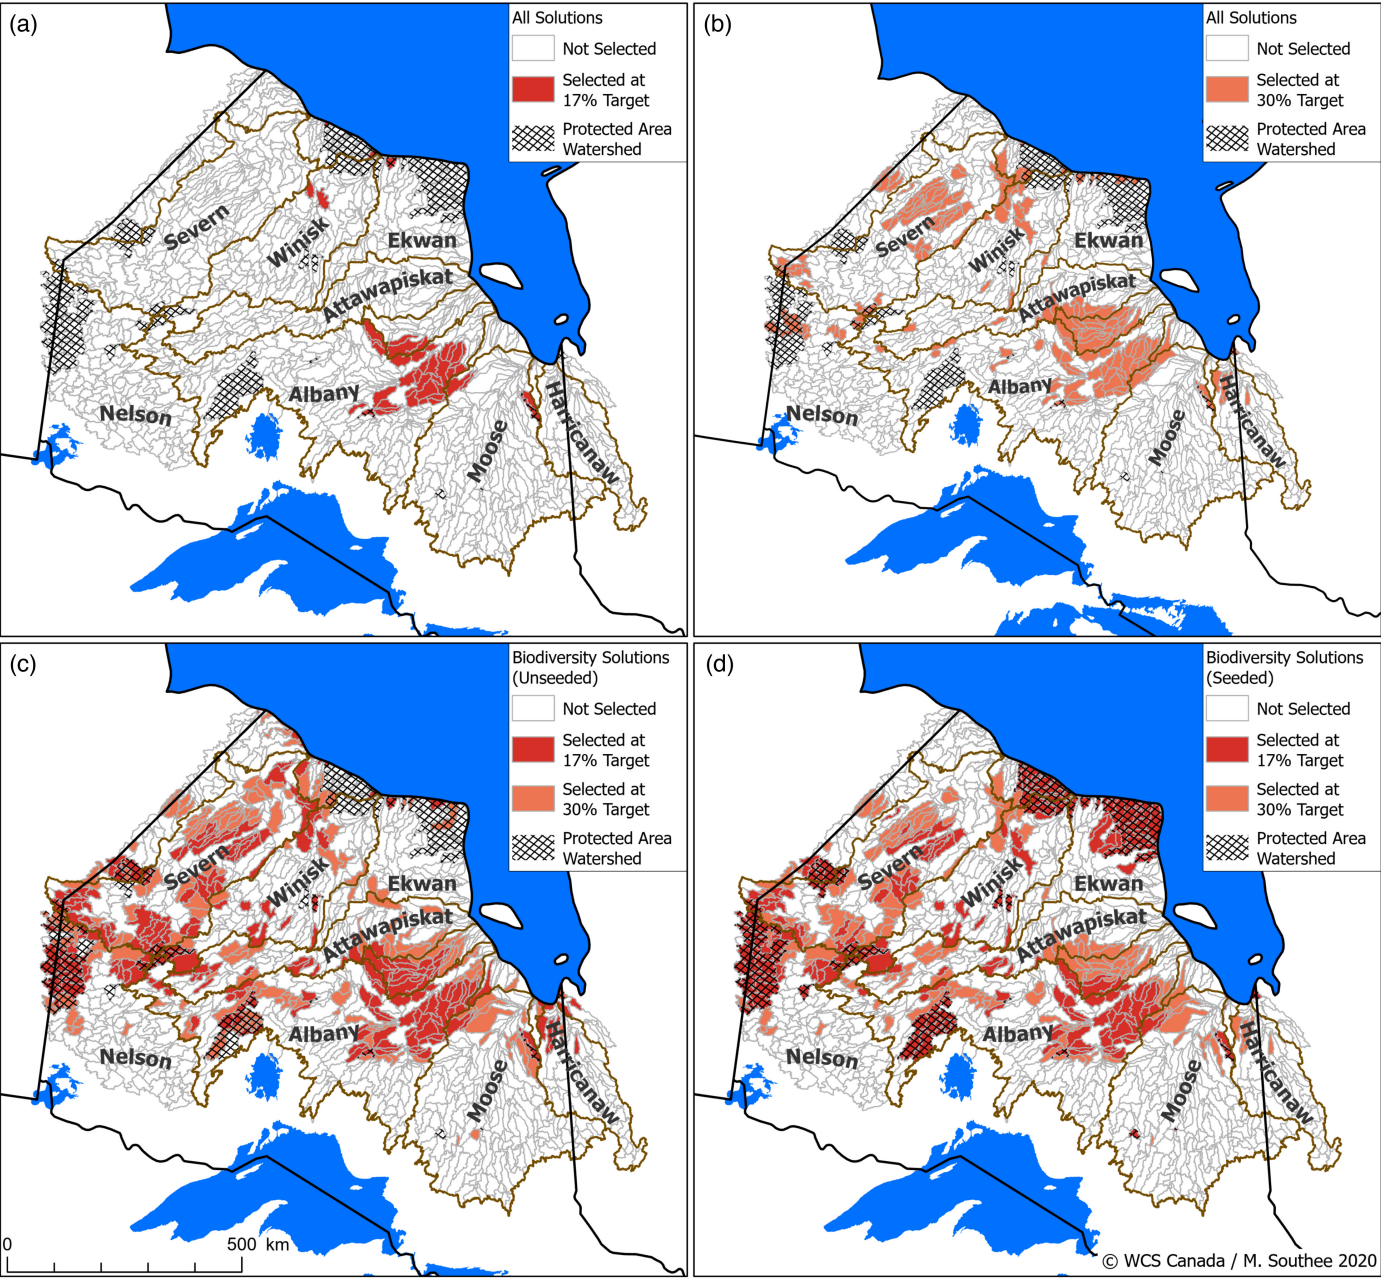 (a)
All Solutions
Not Selected
Selected at
17% Target
Protected Area
Watershed
Severn
Winisk
Ekwan
Attawapiskat
Albany
Nelson
Moose
Harricanaw
(b)
All Solutions
Not Selected
Selected at
30% Target
Protected Area
Watershed
Severn
Winisk
Ekwan
Attawapiskat
Albany
Nelson
Moose
Harricanaw
(c)
Biodiversity Solutions
(Unseeded)
Not Selected
Selected at
17% Target
Selected at
30% Target
Protected Area
Watershed
Severn
Winisk
Ekwan
Attawapiskat
Albany
Nelson
Moose
Harricanaw
0 500 km
(d)
Biodiversity Solutions
(Seeded)
Not Selected
Selected at
17% Target
Selected at
30% Target
Protected Area
Watershed
Severn
Winisk
Ekwan
Attawapiskat
Albany
Nelson
Moose
Harricanaw
© WCS Canada / M. Southee 2020